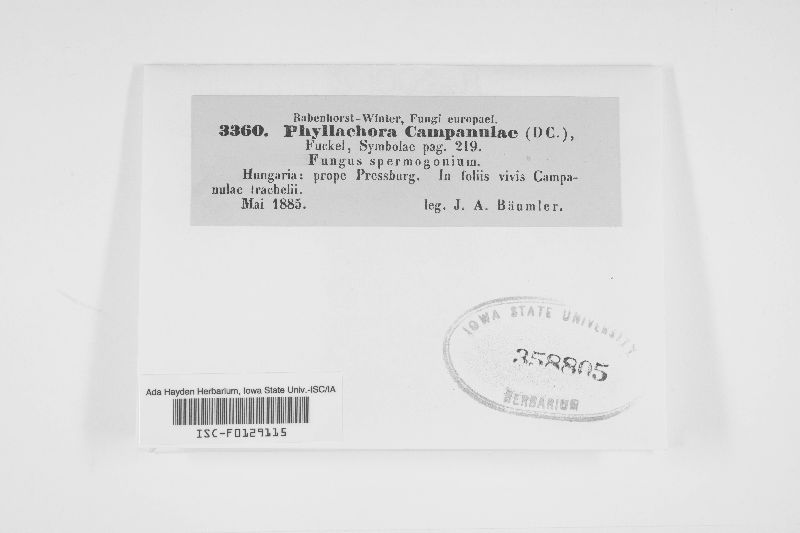 Rabenhorst-Winter, Fungi europaei.
3360. Phyllachora Campanulae (DC.),
Fuckel, Symbolae pag. 219.
Fungus spermogonium.
Hungaria: prope Pressburg. In foliis vivis Campa-
nulae trachelii.
Mai 1885. leg. J. A. Bäumler.
IOWA STATE UNIVERSITY
358805
HERBARIUM
Ada Hayden Herbarium, Iowa State Univ.-ISC/IA
ISC-F0129115